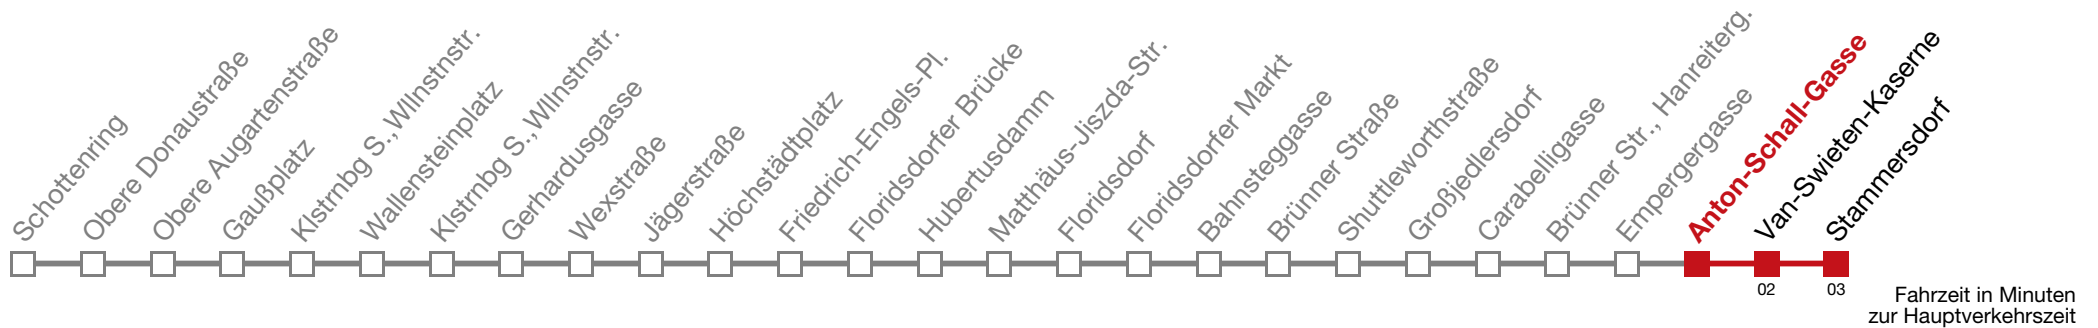 Schottenring
Obere Donaustraße
Obere Augartenstraße
Gaußplatz
Klstrnbg S., Wllnstnstr.
Wallensteinplatz
Klstrnbg S., Wllnstnstr.
Gerhardusgasse
Wexstraße
Jägerstraße
Höchstädtplatz
Friedrich-Engels-Pl.
Floridsdorfer Brücke
Hubertusdamm
Matthäus-Jiszda-Str.
Floridsdorf
Floridsdorfer Markt
Bahnsteggasse
Brünner Straße
Shuttleworthstraße
Großjedlersdorf
Carabelligasse
Brünner Str., Hanreiterg.
Empergergasse
Anton-Schall-Gasse
Van-Swieten-Kaserne
Stammersdorf
02
03
Fahrzeit in Minuten
zur Hauptverkehrszeit